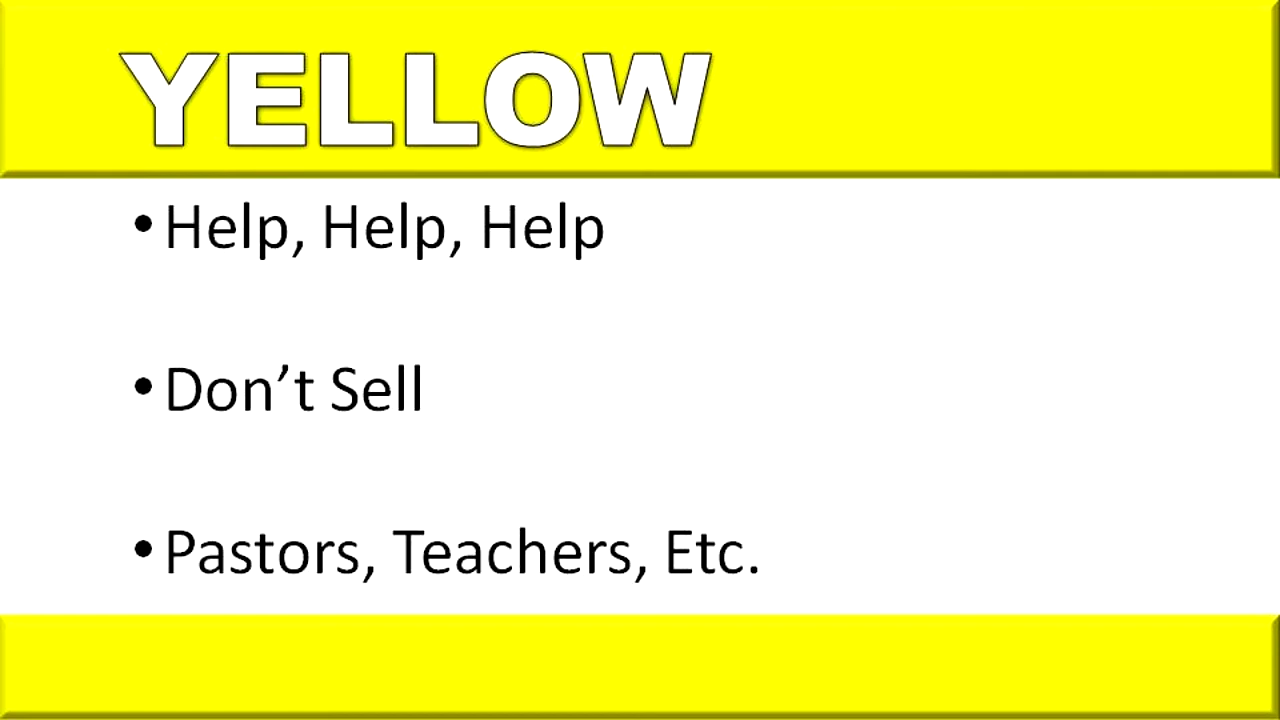 YELLOW
• Help, Help, Help
• Don’t Sell
• Pastors, Teachers, Etc.